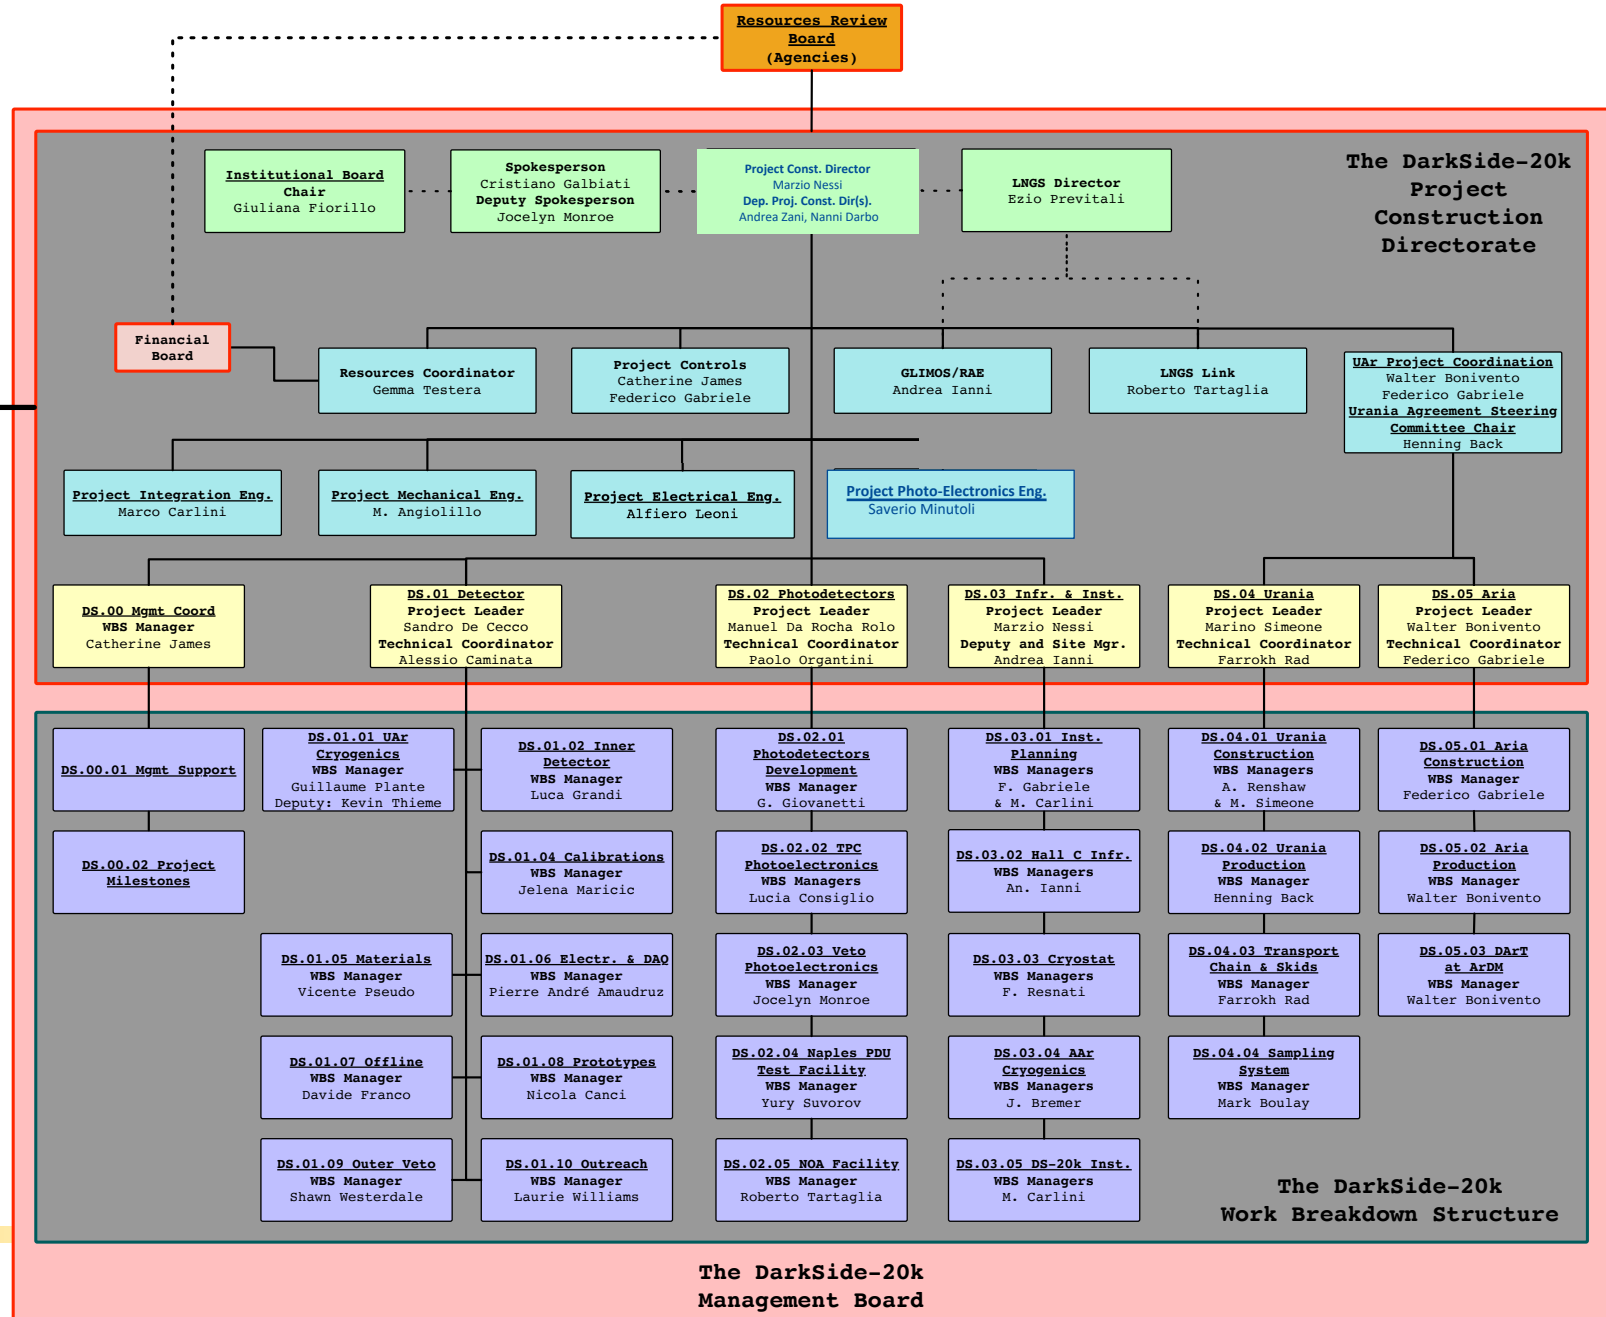 Resources Review
Board
(Agencies)
The DarkSide-20k
Project
Construction
Directorate
Institutional Board
Chair
Giuliana Fiorillo
Spokesperson
Cristiano Galbiati
Deputy Spokesperson
Jocelyn Monroe
Project Const. Director
Marzio Nessi
Dep. Proj. Const. Dir(s).
Andrea Zani, Nanni Darbo
LNGS Director
Ezio Previtali
Financial
Board
Resources Coordinator
Gemma Testera
Project Controls
Catherine James
Federico Gabriele
GLIMOS/RAE
Andrea Ianni
LNGS Link
Roberto Tartaglia
UAr Project Coordination
Walter Bonivento
Federico Gabriele
Urania Agreement Steering
Committee Chair
Henning Back
Project Integration Eng.
Marco Carlini
Project Mechanical Eng.
M. Angiolillo
Project Electrical Eng.
Alfiero Leoni
Project Photo-Electronics Eng.
Saverio Minutoli
DS.00 Mgmt Coord
WBS Manager
Catherine James
DS.01 Detector
Project Leader
Sandro De Cecco
Technical Coordinator
Alessio Caminata
DS.02 Photodetectors
Project Leader
Manuel Da Rocha Rolo
Technical Coordinator
Paolo Organtini
DS.03 Infr. & Inst.
Project Leader
Marzio Nessi
Deputy and Site Mgr.
Andrea Ianni
DS.04 Urania
Project Leader
Marino Simeone
Technical Coordinator
Farrokh Rad
DS.05 Aria
Project Leader
Walter Bonivento
Technical Coordinator
Federico Gabriele
DS.00.01 Mgmt Support
DS.01.01 UAr
Cryogenics
WBS Manager
Guillaume Plante
Deputy: Kevin Thieme
DS.01.02 Inner
Detector
WBS Manager
Luca Grandi
DS.02.01
Photodetectors
Development
WBS Manager
G. Giovanetti
DS.03.01 Inst.
Planning
WBS Managers
F. Gabriele
& M. Carlini
DS.04.01 Urania
Construction
WBS Managers
A. Renshaw
& M. Simeone
DS.05.01 Aria
Construction
WBS Manager
Federico Gabriele
DS.00.02 Project
Milestones
DS.01.04 Calibrations
WBS Manager
Jelena Maricic
DS.02.02 TPC
Photoelectronics
WBS Managers
Lucia Consiglio
DS.03.02 Hall C Infr.
WBS Managers
An. Ianni
DS.04.02 Urania
Production
WBS Manager
Henning Back
DS.05.02 Aria
Production
WBS Manager
Walter Bonivento
DS.01.05 Materials
WBS Manager
Vicente Pseudo
DS.01.06 Electr. & DAQ
WBS Manager
Pierre André Amaudruz
DS.02.03 Veto
Photoelectronics
WBS Manager
Jocelyn Monroe
DS.03.03 Cryostat
WBS Managers
F. Resnati
DS.04.03 Transport
Chain & Skids
WBS Manager
Farrokh Rad
DS.05.03 DArT
at ArDM
WBS Manager
Walter Bonivento
DS.01.07 Offline
WBS Manager
Davide Franco
DS.01.08 Prototypes
WBS Manager
Nicola Canci
DS.02.04 Naples PDU
Test Facility
WBS Manager
Yury Suvorov
DS.03.04 AAr
Cryogenics
WBS Managers
J. Bremer
DS.04.04 Sampling
System
WBS Manager
Mark Boulay
DS.01.09 Outer Veto
WBS Manager
Shawn Westerdale
DS.01.10 Outreach
WBS Manager
Laurie Williams
DS.02.05 NOA Facility
WBS Manager
Roberto Tartaglia
DS.03.05 DS-20k Inst.
WBS Managers
M. Carlini
The DarkSide-20k
Work Breakdown Structure
The DarkSide-20k
Management Board